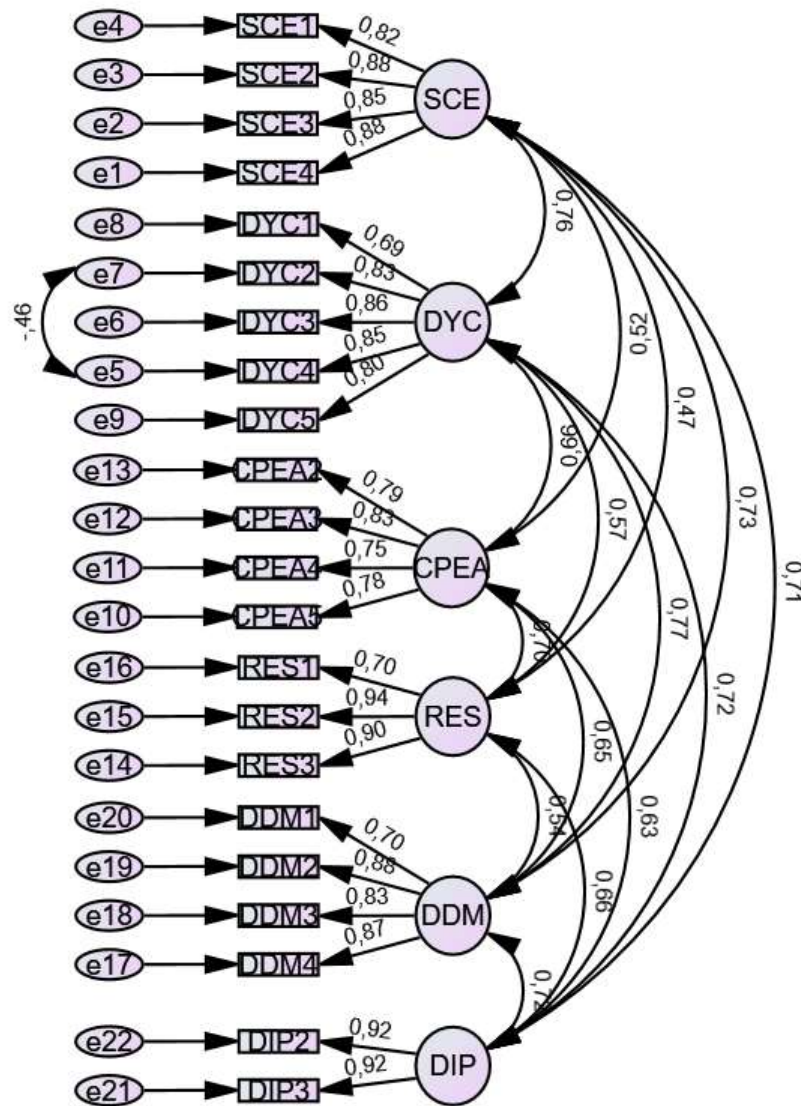 e4 SCE1 0,82
e3 SCE2 0,88
SCE
e2 SCE3 0,85
e1 SCE4 0,88
e8 DYC1 0,69 0,76
e7 DYC2 0,83
-,46 e6 DYC3 0,86 DYC 0,52
e5 DYC4 0,85 0,47
e9 DYC5 0,80
e13 CPEA2 0,79 0,66
e12 CPEA3 0,83 0,57 0,73
e11 CPEA4 0,75 CPEA 0,71
e10 CPEA5 0,78 0,77
e16 RES1 0,70 0,70
e15 RES2 0,94 RES 0,72
e14 RES3 0,90 0,65
e20 DDM1 0,70 0,54 0,63
e19 DDM2 0,88
e18 DDM3 0,83 DDM 0,66
e17 DDM4 0,87
0,72
e22 DIP2 0,92
DIP
e21 DIP3 0,92